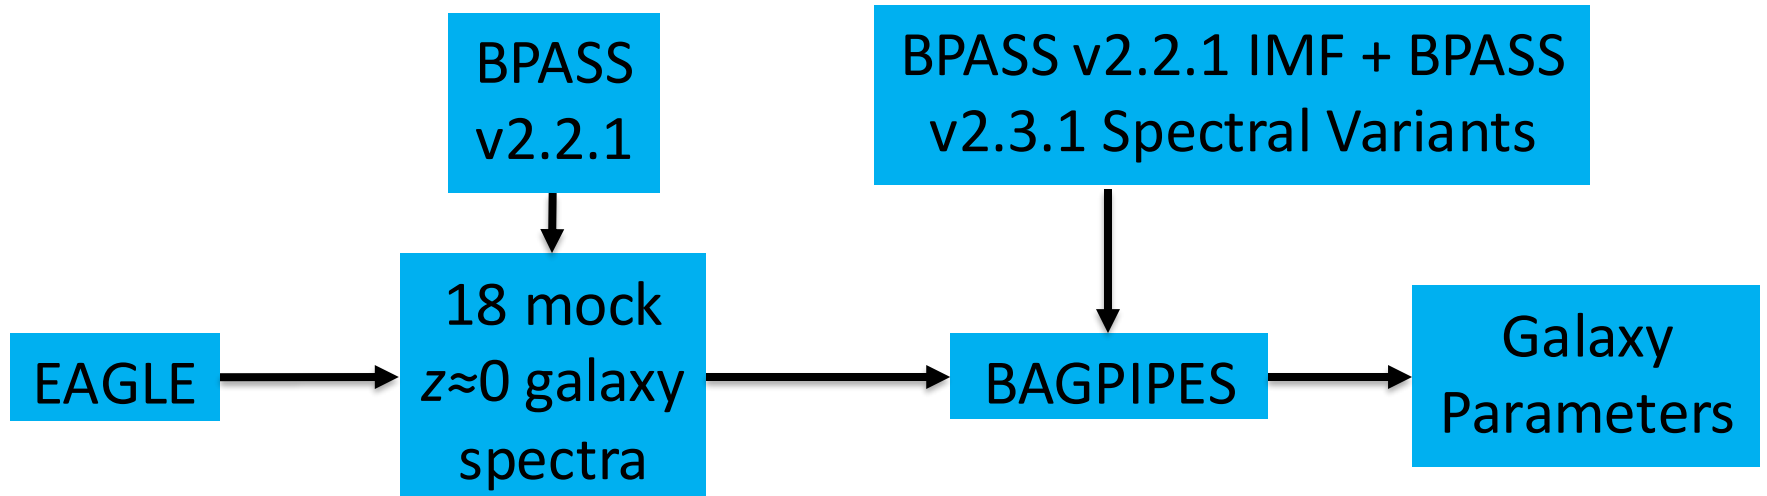 BPASS
v2.2.1
BPASS v2.2.1 IMF + BPASS
v2.3.1 Spectral Variants
EAGLE
18 mock
z≈0 galaxy
spectra
BAGPIPES
Galaxy
Parameters